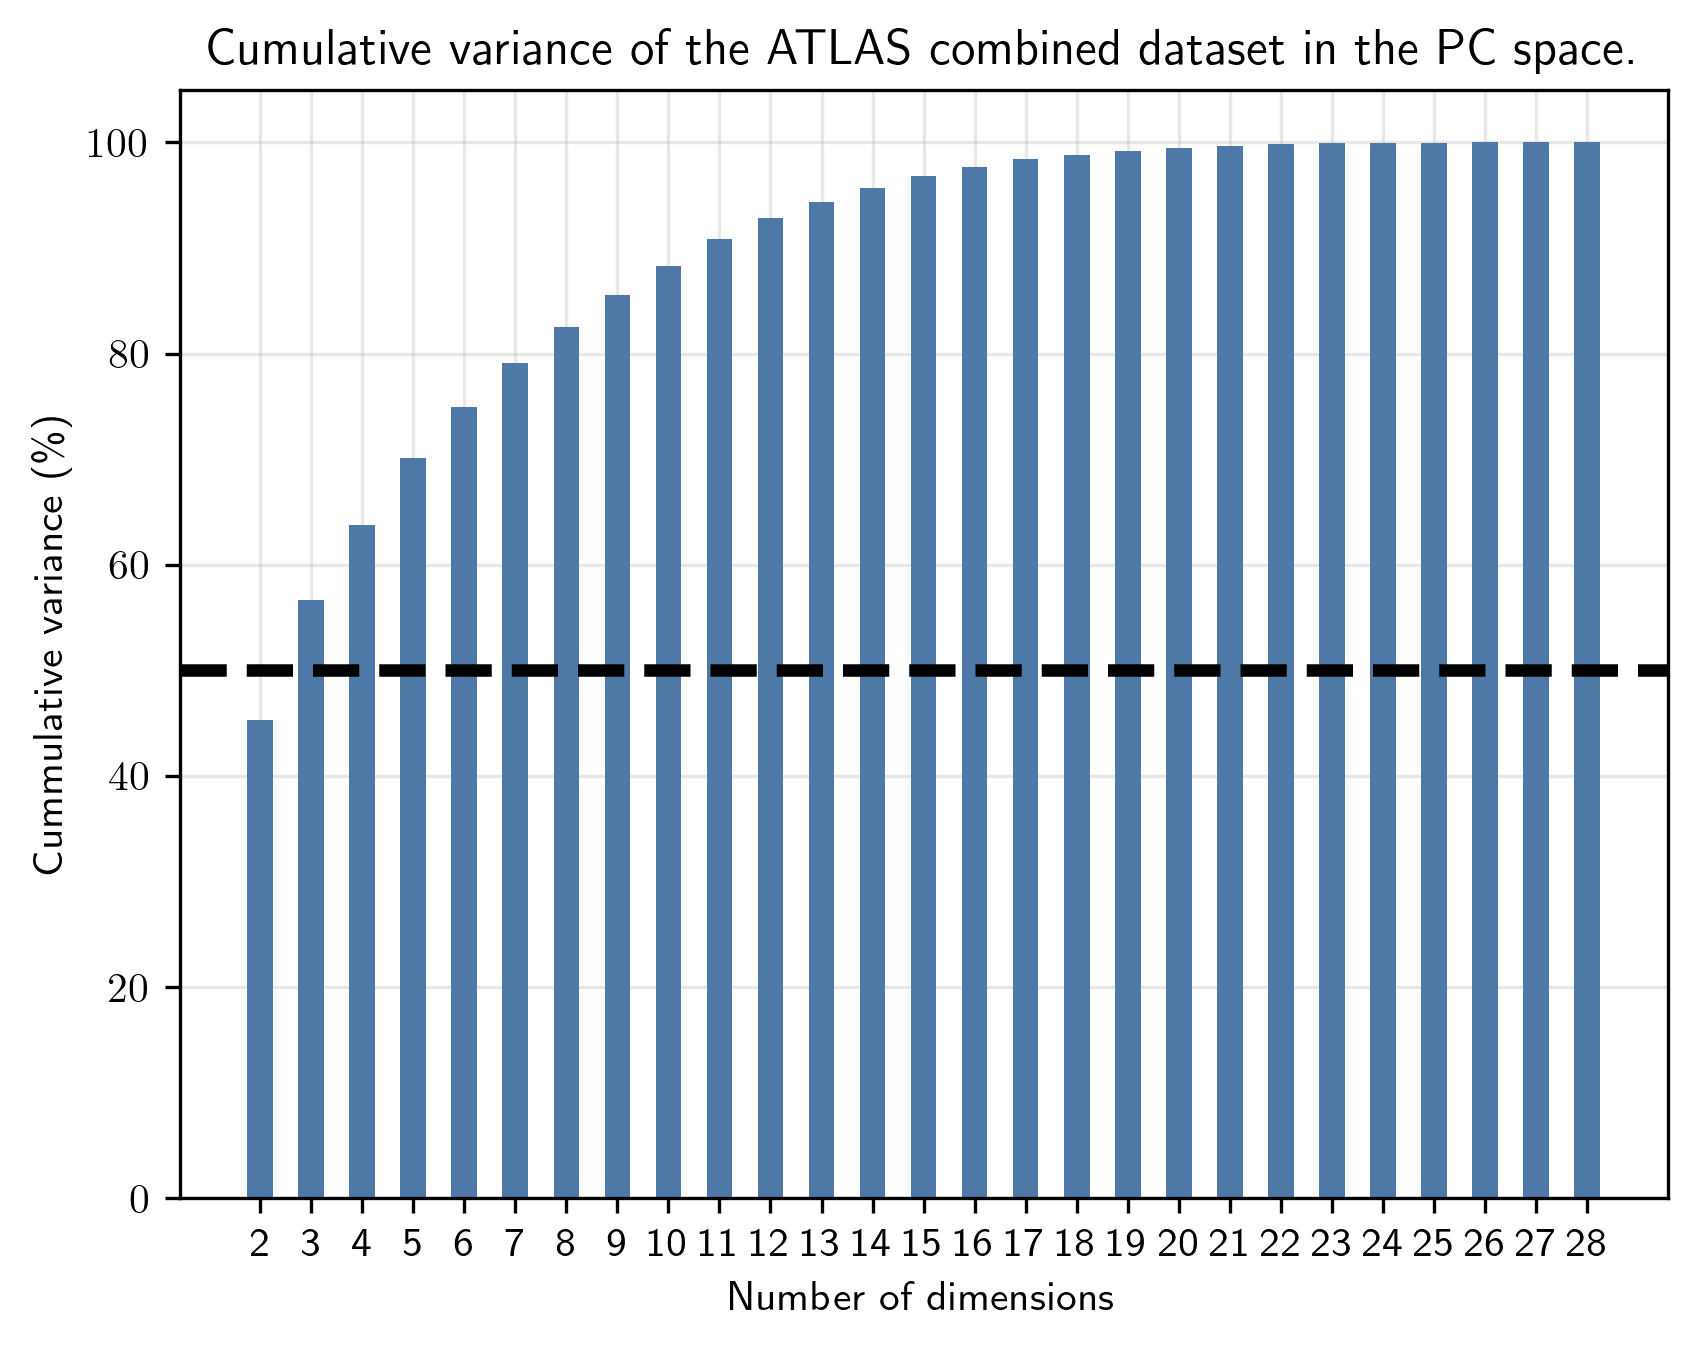 Cumulative variance of the ATLAS combined dataset in the PC space.
Cummulative variance (%)
100
80
60
40
20
0
2 3 4 5 6 7 8 9 10 11 12 13 14 15 16 17 18 19 20 21 22 23 24 25 26 27 28
Number of dimensions